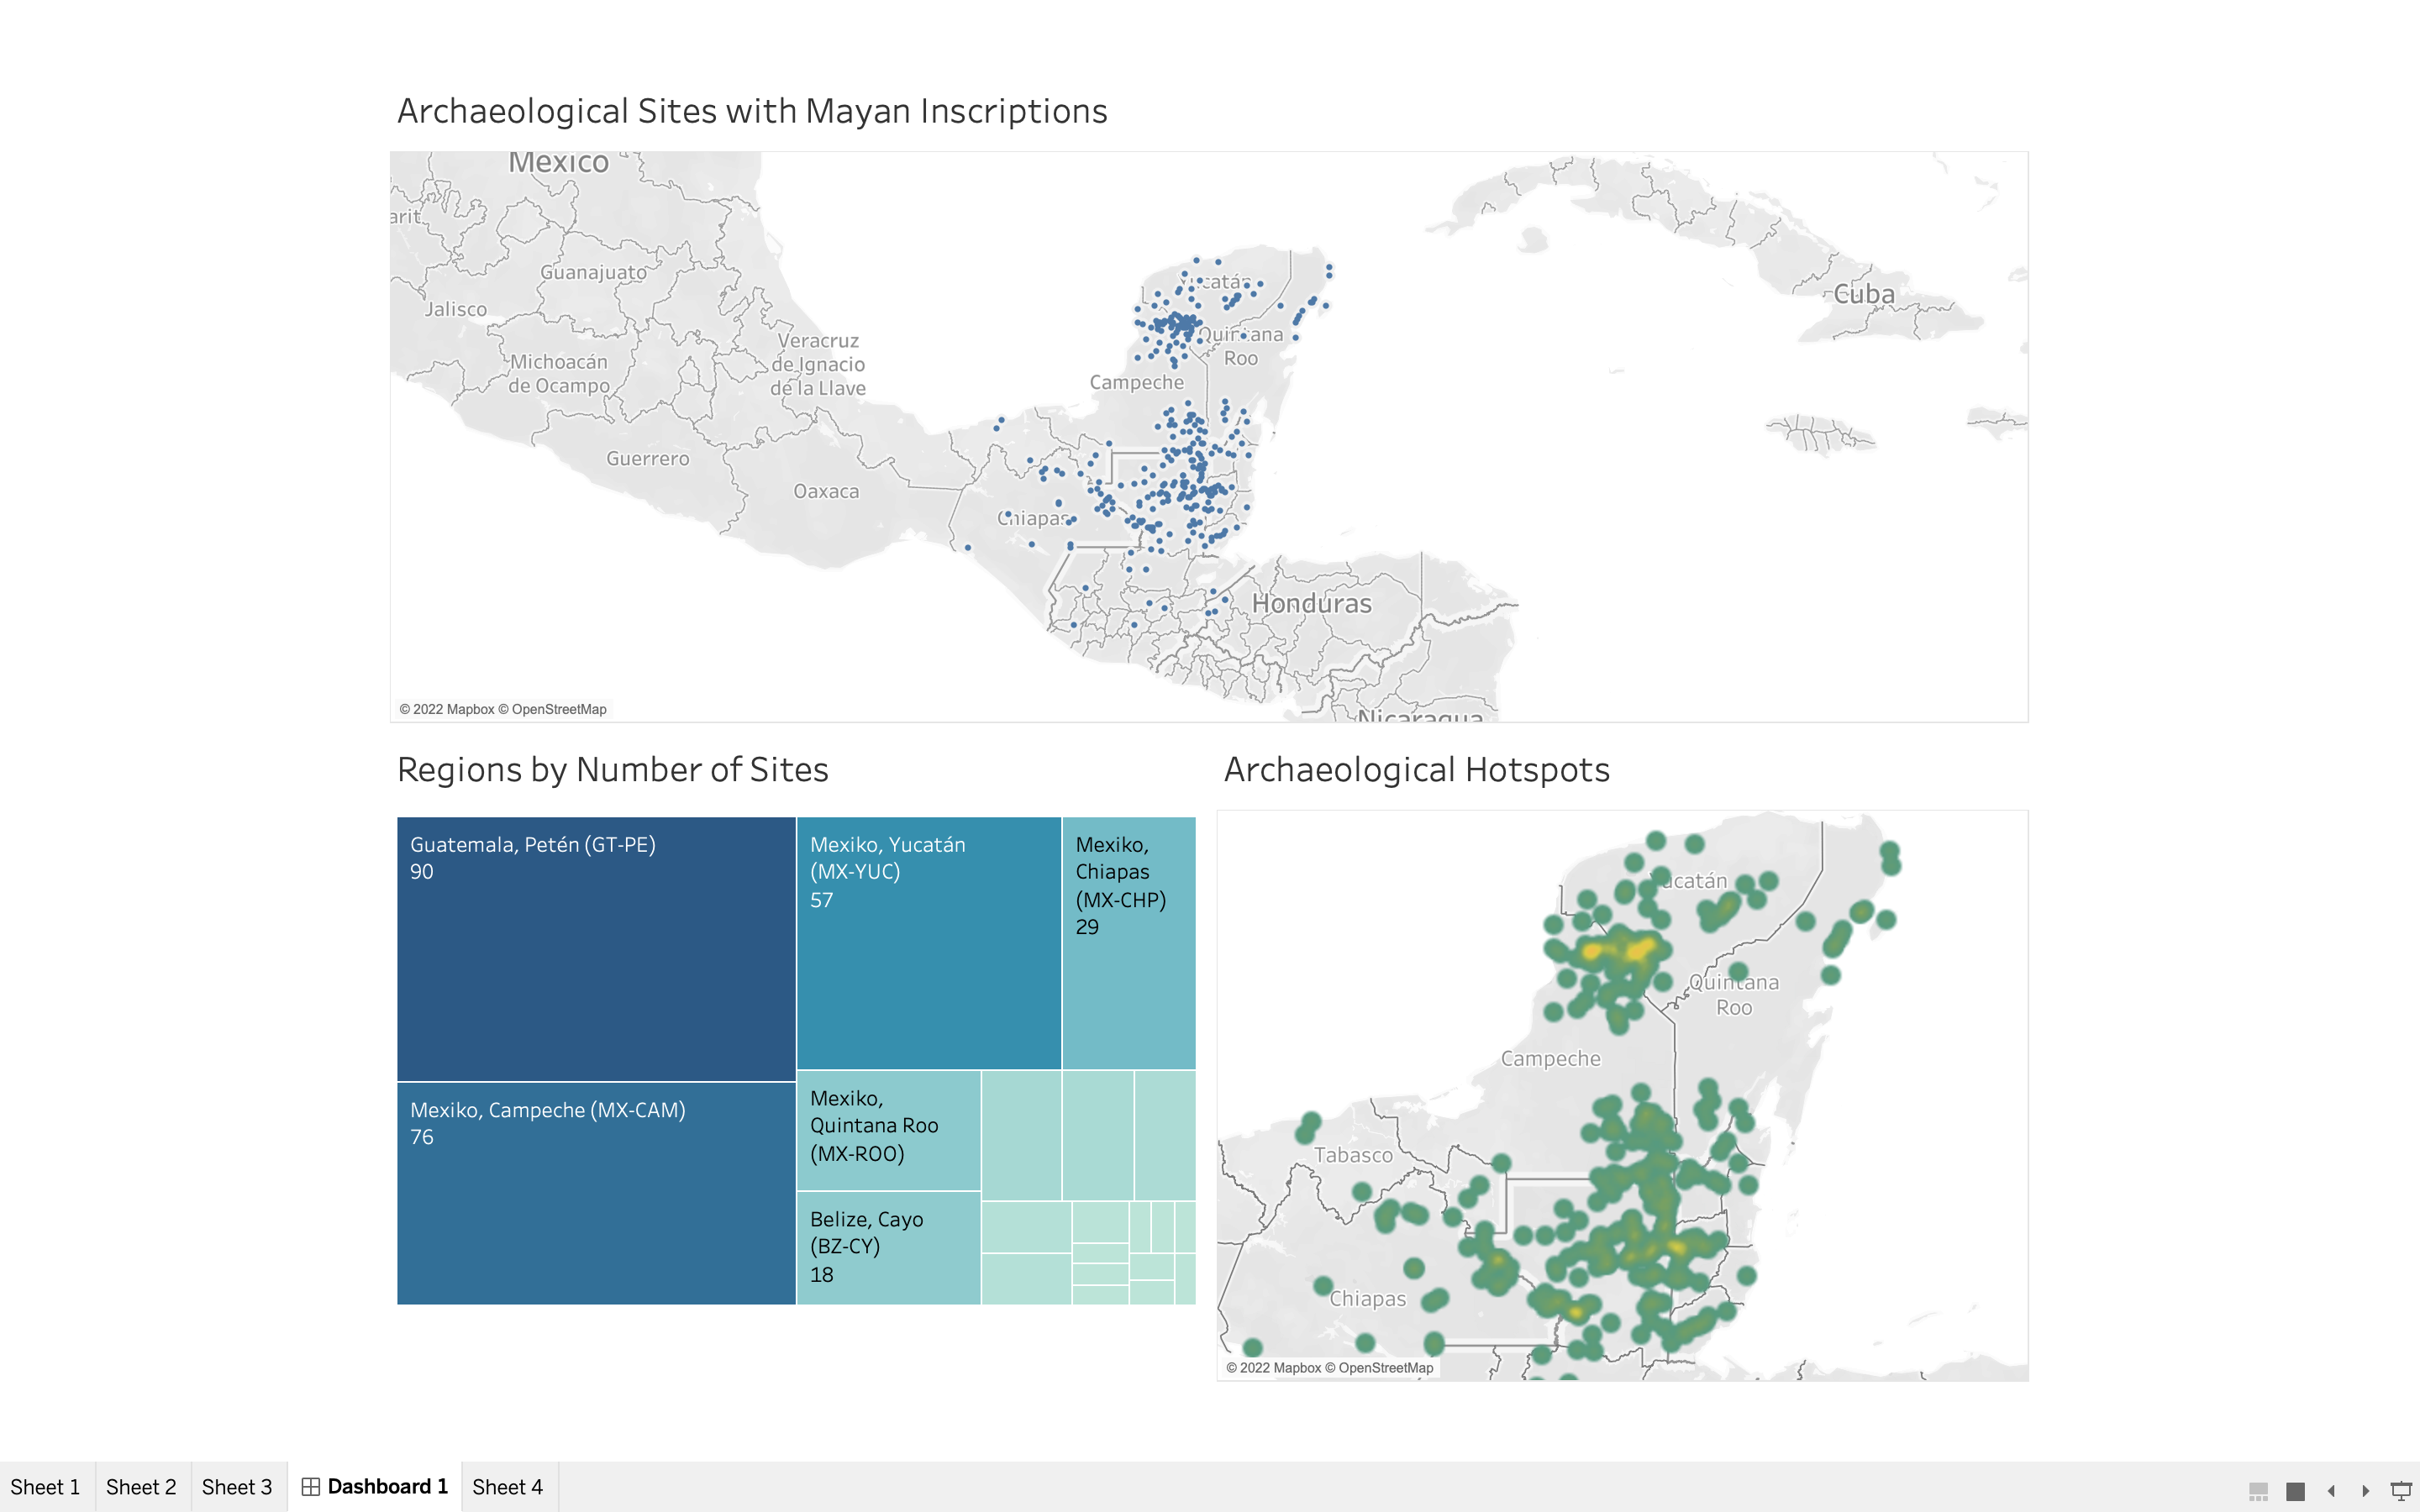 Archaeological Sites with Mayan Inscriptions
Mexico
arit
Guanajuato
Jalisco
Michoacán
de Ocampo
Veracruz
de Ignacio
de la Llave
Guerrero
Oaxaca
Chiapas
Campeche
Yucatán
Quintana
Roo
Cuba
Honduras
Nicaragua
© 2022 Mapbox © OpenStreetMap
Regions by Number of Sites
Guatemala, Petén (GT-PE)
90
Mexiko, Campeche (MX-CAM)
76
Mexiko, Yucatán
(MX-YUC)
57
Mexiko,
Chiapas
(MX-CHP)
29
Mexiko,
Quintana Roo
(MX-ROO)
Belize, Cayo
(BZ-CY)
18
Archaeological Hotspots
Yucatán
Quintana
Roo
Campeche
Tabasco
Chiapas
© 2022 Mapbox © OpenStreetMap
Sheet 1
Sheet 2
Sheet 3
Dashboard 1
Sheet 4